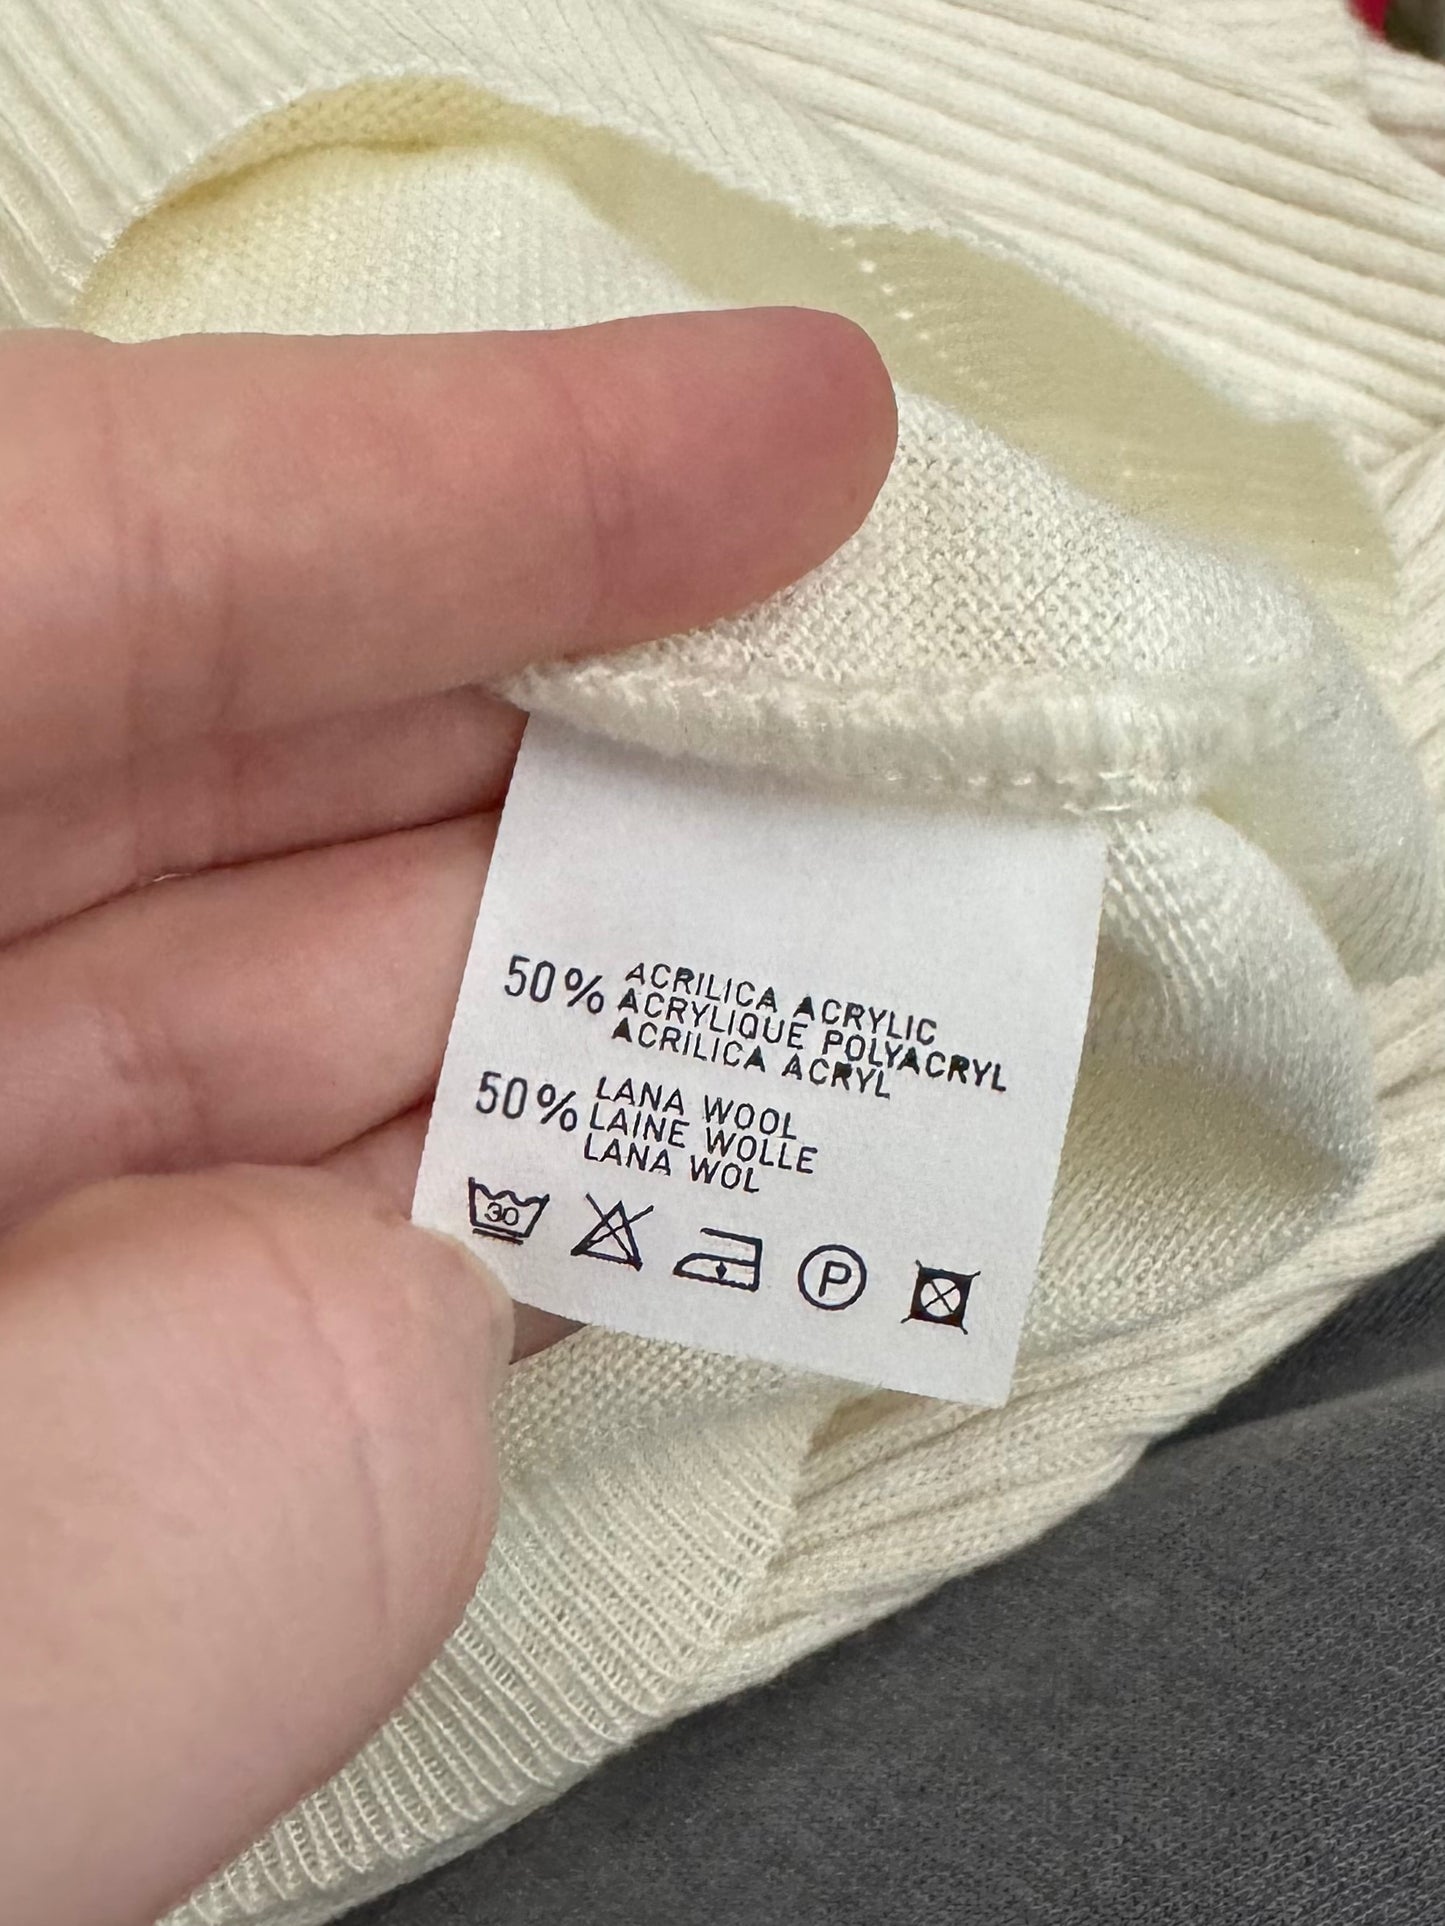 50% ACRILICA ACRYLIC
ACRYLIQUE POLYACRYL
ACRILICA ACRYL
50% LANA WOOL
LAINE WOLLE
LANA WOL
30
P